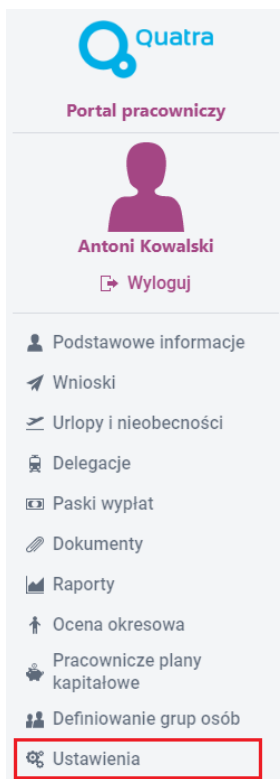 Quatra
Portal pracowniczy
Antoni Kowalski
Wyloguj
Podstawowe informacje
Wnioski
Urlopy i nieobecności
Delegacje
Paski wypłat
Dokumenty
Raporty
Ocena okresowa
Pracownicze plany
kapitałowe
Definiowanie grup osób
Ustawienia